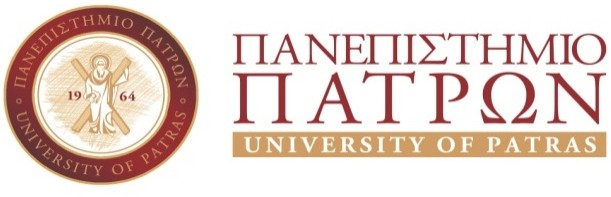 ΠΑΝΕΠΙΣΤΗΜΙΟ ΠΑΤΡΩΝ
19 64
UNIVERSITY OF PATRAS
ΠΑΝΕΠΙΣΤΗΜΙΟ
ΠΑΤΡΩΝ
UNIVERSITY OF PATRAS